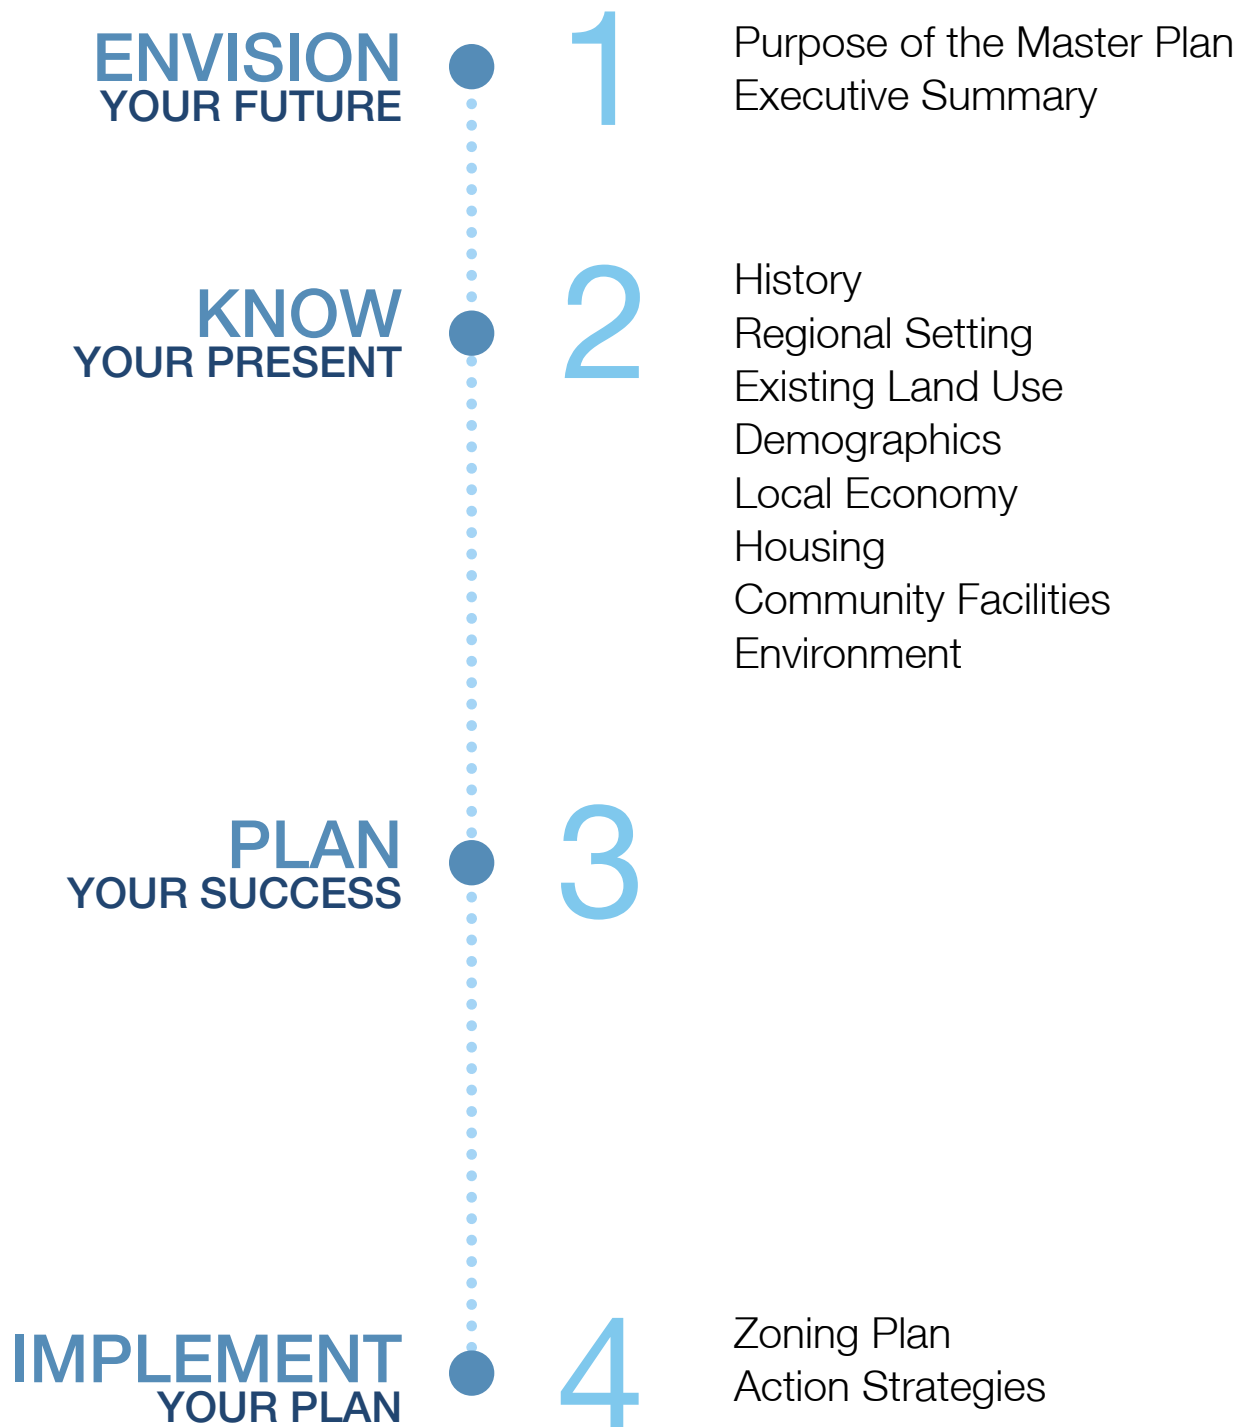 ENVISION
YOUR FUTURE
1
Purpose of the Master Plan
Executive Summary
KNOW
YOUR PRESENT
2
History
Regional Setting
Existing Land Use
Demographics
Local Economy
Housing
Community Facilities
Environment
PLAN
YOUR SUCCESS
3
IMPLEMENT
YOUR PLAN
4
Zoning Plan
Action Strategies